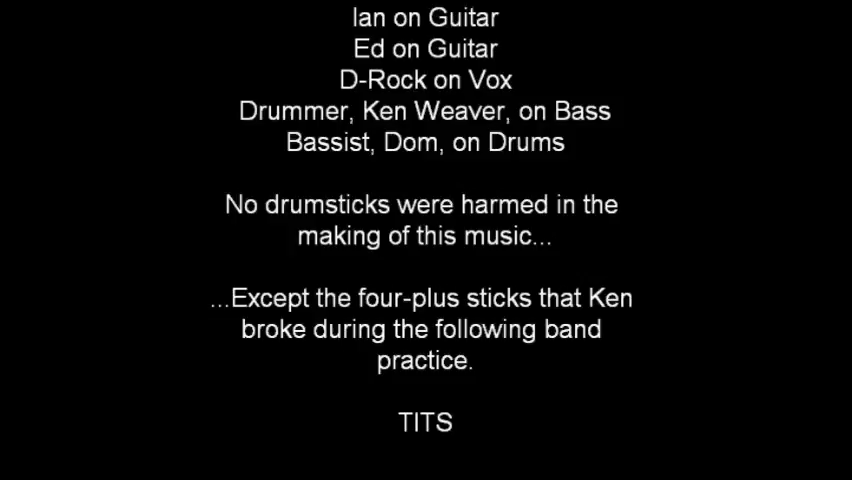 Ian on Guitar
Ed on Guitar
D-Rock on Vox
Drummer, Ken Weaver, on Bass
Bassist, Dom, on Drums
No drumsticks were harmed in the
making of this music...
...Except the four-plus sticks that Ken
broke during the following band
practice.
TITS